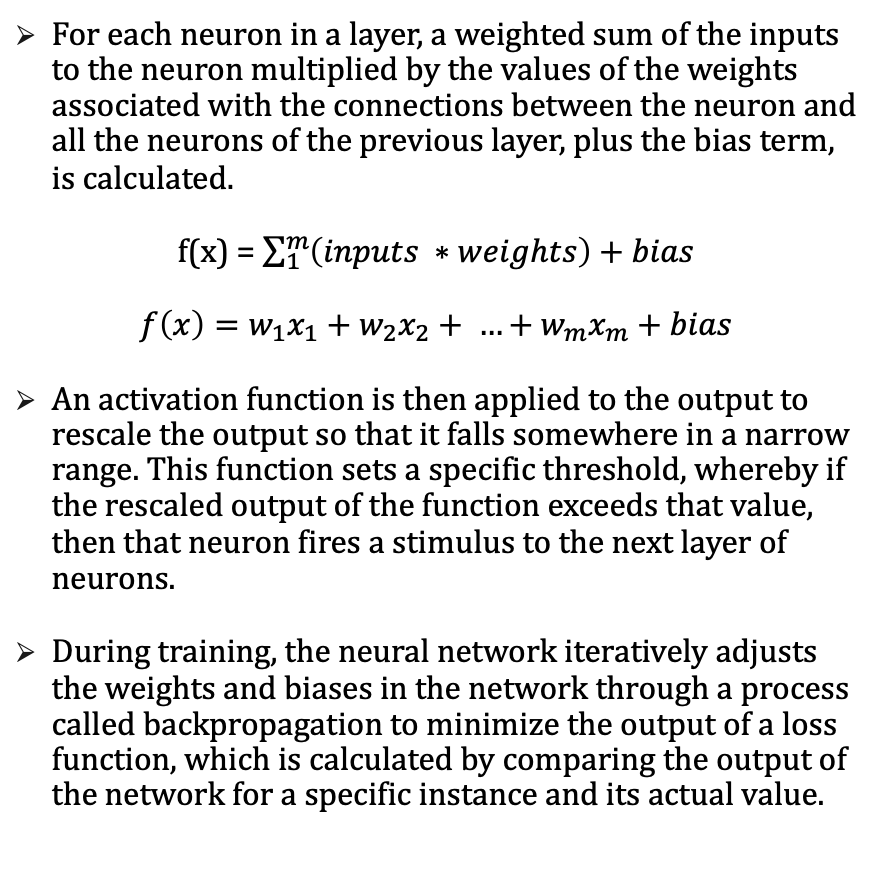 ➢ For each neuron in a layer, a weighted sum of the inputs
to the neuron multiplied by the values of the weights
associated with the connections between the neuron and
all the neurons of the previous layer, plus the bias term,
is calculated.
f(x) = ∑₁ᵐ(inputs * weights) + bias
f(x) = w₁x₁ + w₂x₂ + … + wₘxₘ + bias
➢ An activation function is then applied to the output to
rescale the output so that it falls somewhere in a narrow
range. This function sets a specific threshold, whereby if
the rescaled output of the function exceeds that value,
then that neuron fires a stimulus to the next layer of
neurons.
➢ During training, the neural network iteratively adjusts
the weights and biases in the network through a process
called backpropagation to minimize the output of a loss
function, which is calculated by comparing the output of
the network for a specific instance and its actual value.